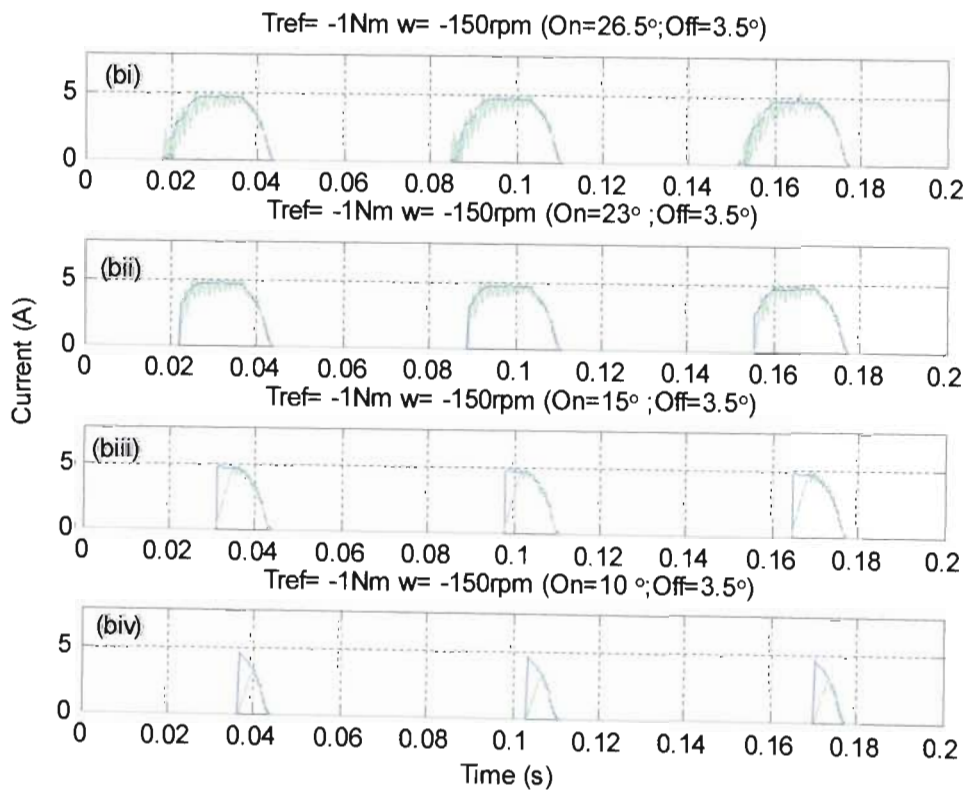 Tref= -1Nm w= -150rpm (On=26.5°;Off=3.5°)
(bi)
5
0
0 0.02 0.04 0.06 0.08 0.1 0.12 0.14 0.16 0.18 0.2
Tref= -1Nm w= -150rpm (On=23° ;Off=3.5°)
(bii)
5
0
0 0.02 0.04 0.06 0.08 0.1 0.12 0.14 0.16 0.18 0.2
Tref= -1Nm w= -150rpm (On=15° ;Off=3.5°)
(biii)
5
0
0 0.02 0.04 0.06 0.08 0.1 0.12 0.14 0.16 0.18 0.2
Tref= -1Nm w= -150rpm (On=10 °;Off=3.5°)
(biv)
5
0
0 0.02 0.04 0.06 0.08 0.1 0.12 0.14 0.16 0.18 0.2
Current (A)
Time (s)